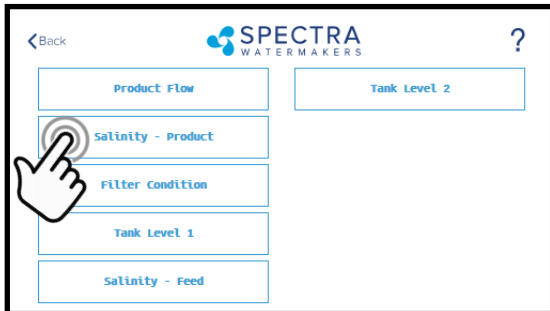 Back
SPECTRA
WATERMAKERS
?
Product Flow
Tank Level 2
Salinity - Product
Filter Condition
Tank Level 1
Salinity - Feed